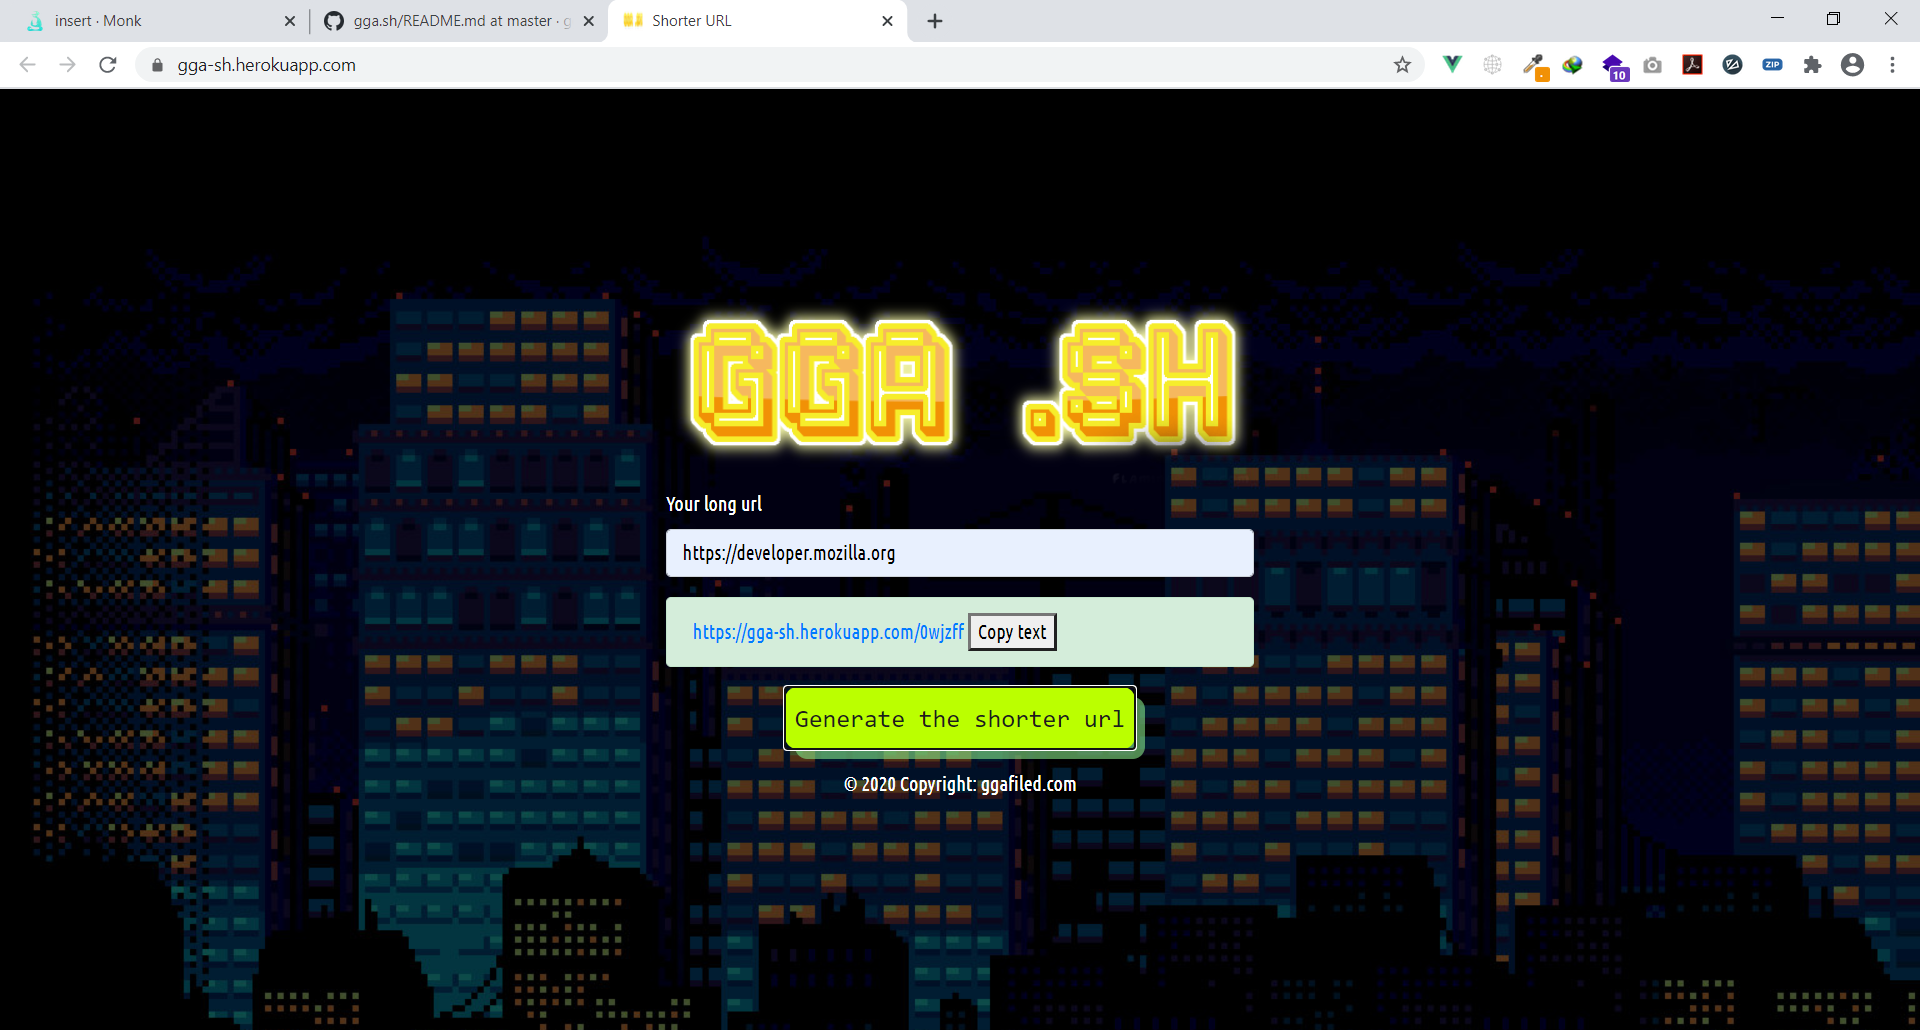 insert · Monk
gga.sh/README.md at master · g
Shorter URL
gga-sh.herokuapp.com
10
ZIP
GGA .SH
Your long url
https://developer.mozilla.org
https://gga-sh.herokuapp.com/0wjzff Copy text
Generate the shorter url
© 2020 Copyright: ggafiled.com